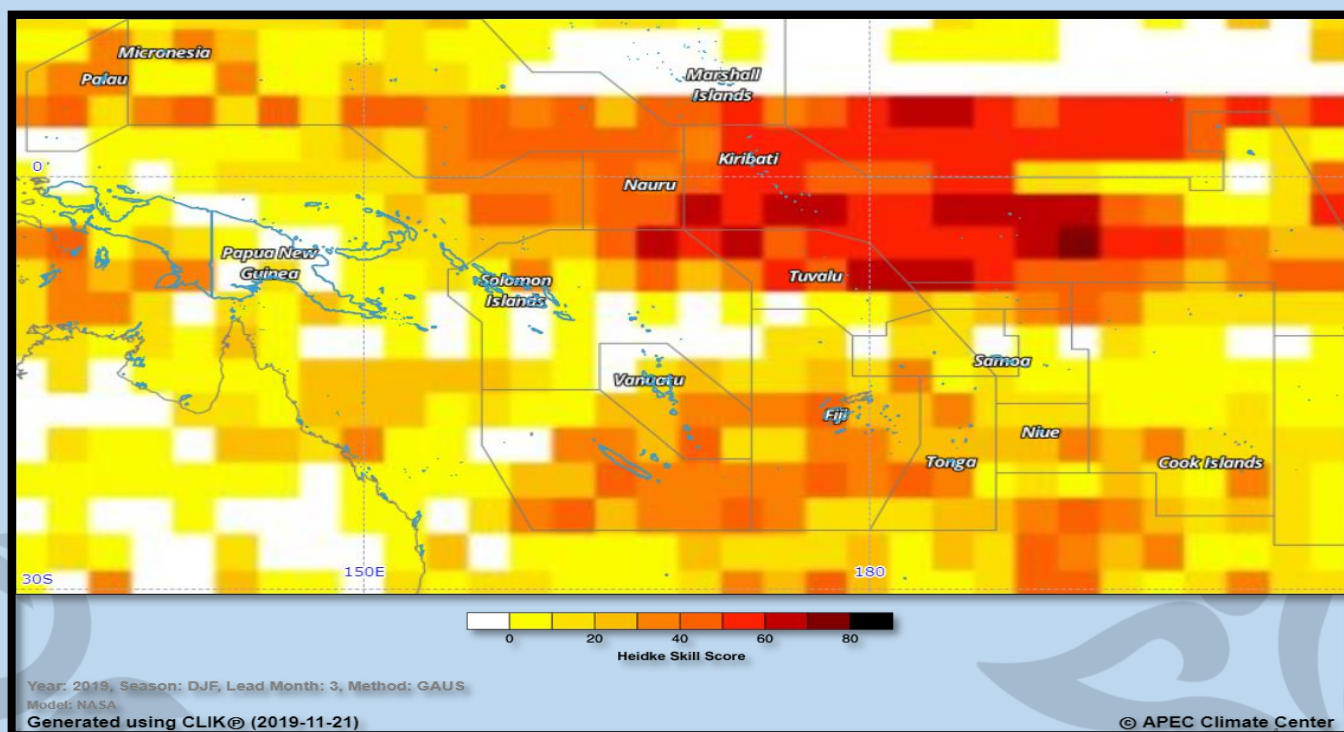 Micronesia
Palau
Marshall
Islands
Kiribati
0
Nauru
Papua New
Guinea
Solomon
Islands
Tuvalu
Samoa
Vanuatu
Fiji
Niue
Tonga
Cook Islands
30S
150E
180
0 20 40 60 80
Heidke Skill Score
Year: 2019, Season: DJF, Lead Month: 3, Method: GAUS
Model: NASA
Generated using CLIKⓅ (2019-11-21)
© APEC Climate Center